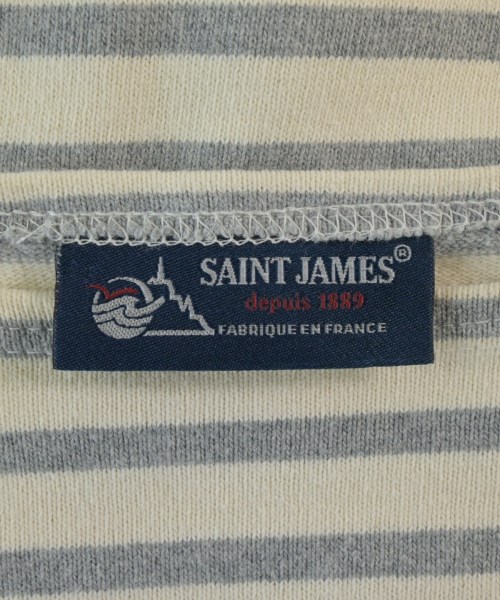 SAINT JAMES®
depuis 1889
FABRIQUE EN FRANCE